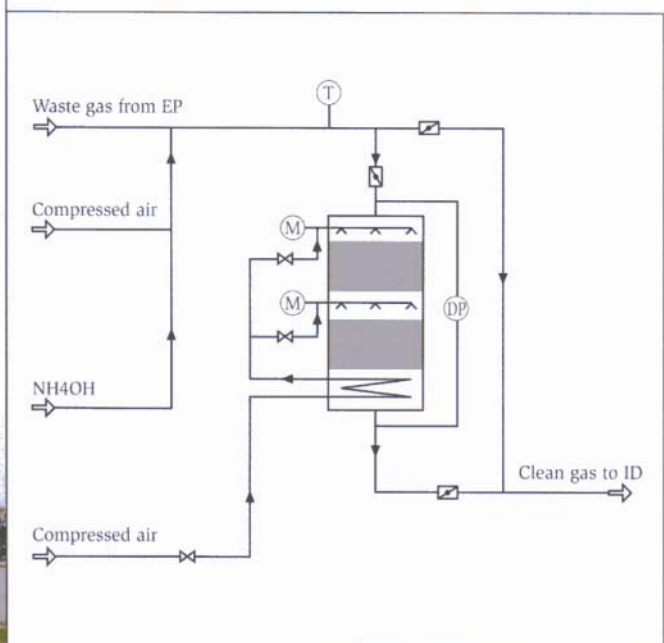 Waste gas from EP
T
Compressed air
M
M
DP
NH4OH
Clean gas to ID
Compressed air